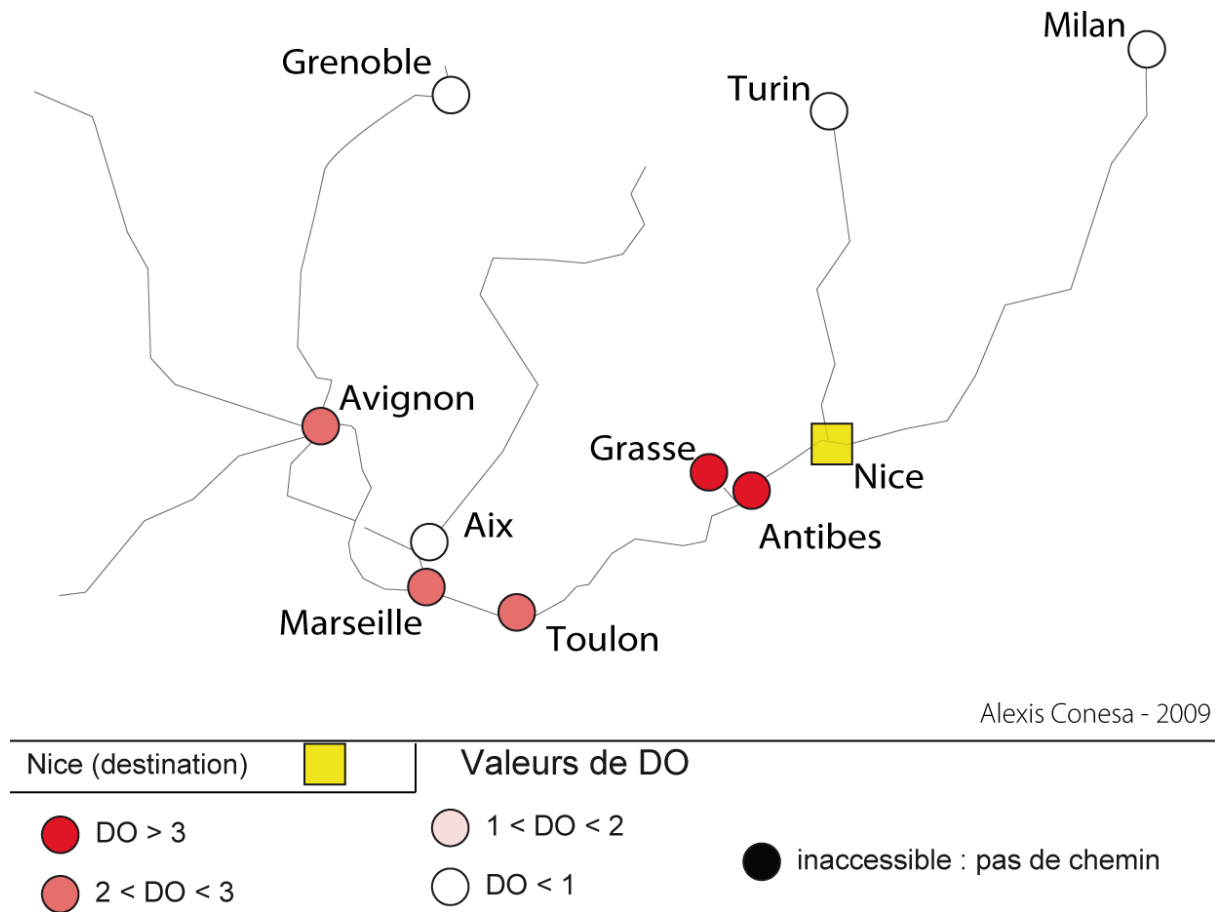 Milan
Grenoble
Turin
Avignon
Grasse
Nice
Aix
Antibes
Marseille
Toulon
Alexis Conesa - 2009
Nice (destination)
Valeurs de DO
DO > 3
1 < DO < 2
inaccessible : pas de chemin
2 < DO < 3
DO < 1